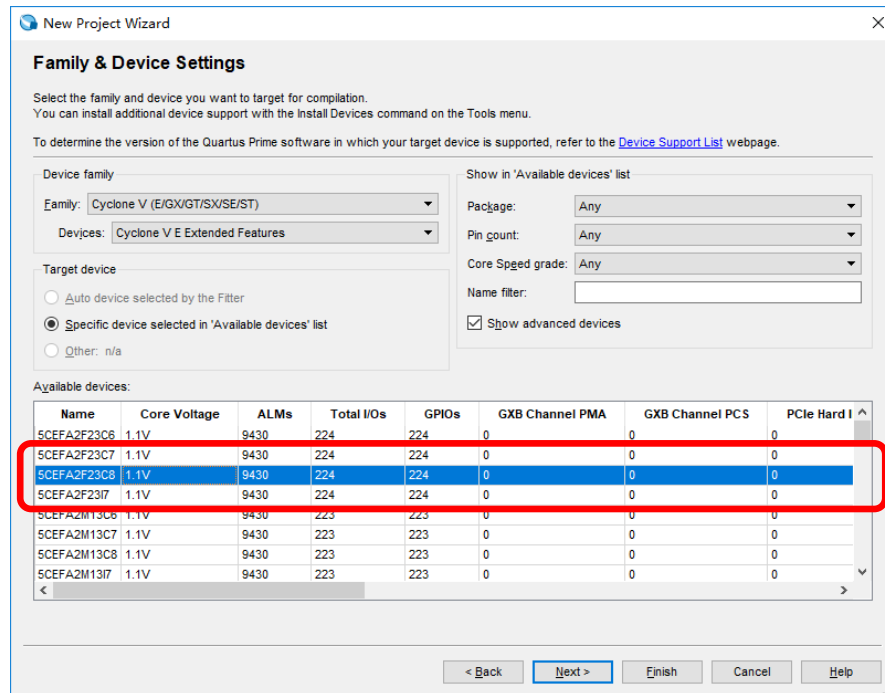 New Project Wizard
Family & Device Settings
Select the family and device you want to target for compilation.
You can install additional device support with the Install Devices command on the Tools menu.
To determine the version of the Quartus Prime software in which your target device is supported, refer to the Device Support List webpage.
Device family
Family: Cyclone V (E/GX/GT/SX/SE/ST)
Devices: Cyclone V E Extended Features
Target device
Auto device selected by the Fitter
Specific device selected in 'Available devices' list
Other: n/a
Show in 'Available devices' list
Package: Any
Pin count: Any
Core Speed grade: Any
Name filter:
Show advanced devices
Available devices:
Name Core Voltage ALMs Total I/Os GPIOs GXB Channel PMA GXB Channel PCS PCIe Hard I
5CEFA2F23C6 1.1V 9430 224 224 0 0 0
5CEFA2F23C7 1.1V 9430 224 224 0 0 0
5CEFA2F23C8 1.1V 9430 224 224 0 0 0
5CEFA2F23I7 1.1V 9430 224 224 0 0 0
5CEFA2M13C6 1.1V 9430 223 223 0 0 0
5CEFA2M13C7 1.1V 9430 223 223 0 0 0
5CEFA2M13C8 1.1V 9430 223 223 0 0 0
5CEFA2M13I7 1.1V 9430 223 223 0 0 0
< Back Next > Finish Cancel Help